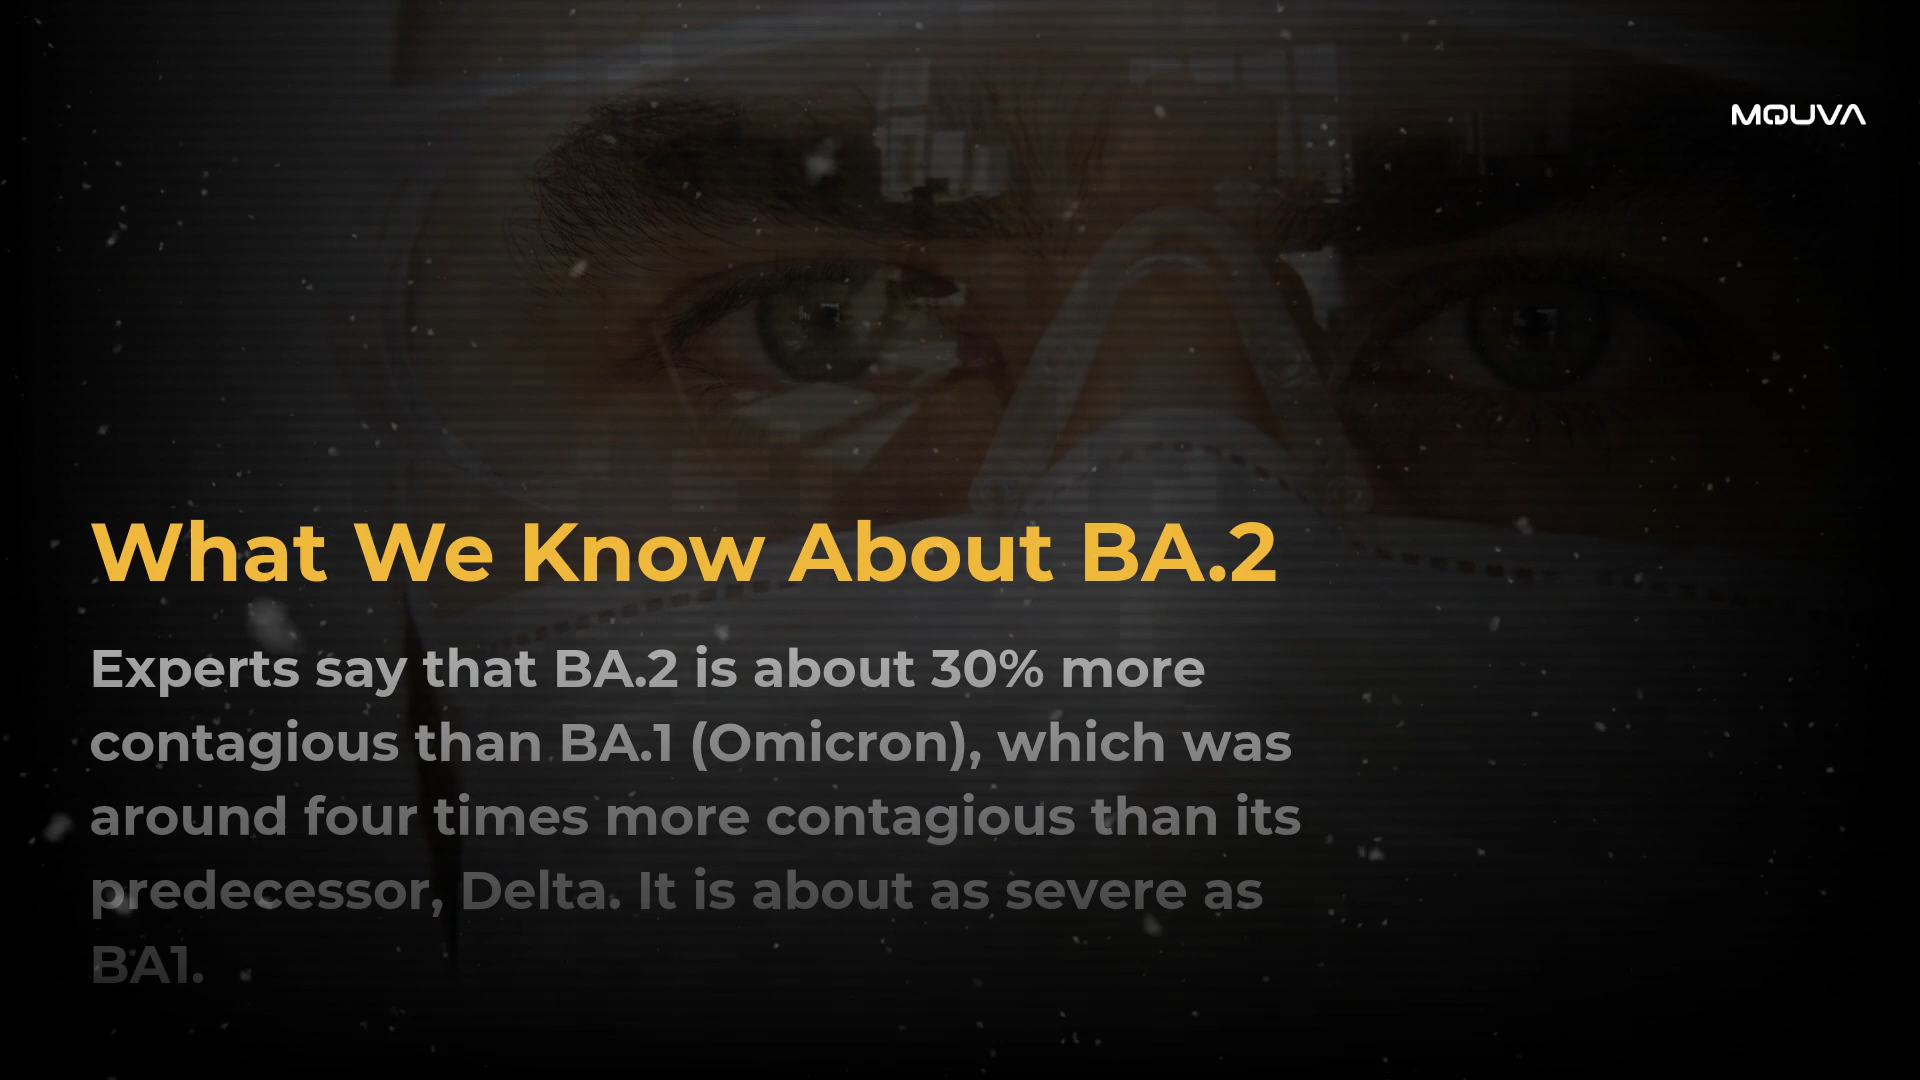 MOUVA
What We Know About BA.2
Experts say that BA.2 is about 30% more
contagious than BA.1 (Omicron), which was
around four times more contagious than its
predecessor, Delta. It is about as severe as
BA1.